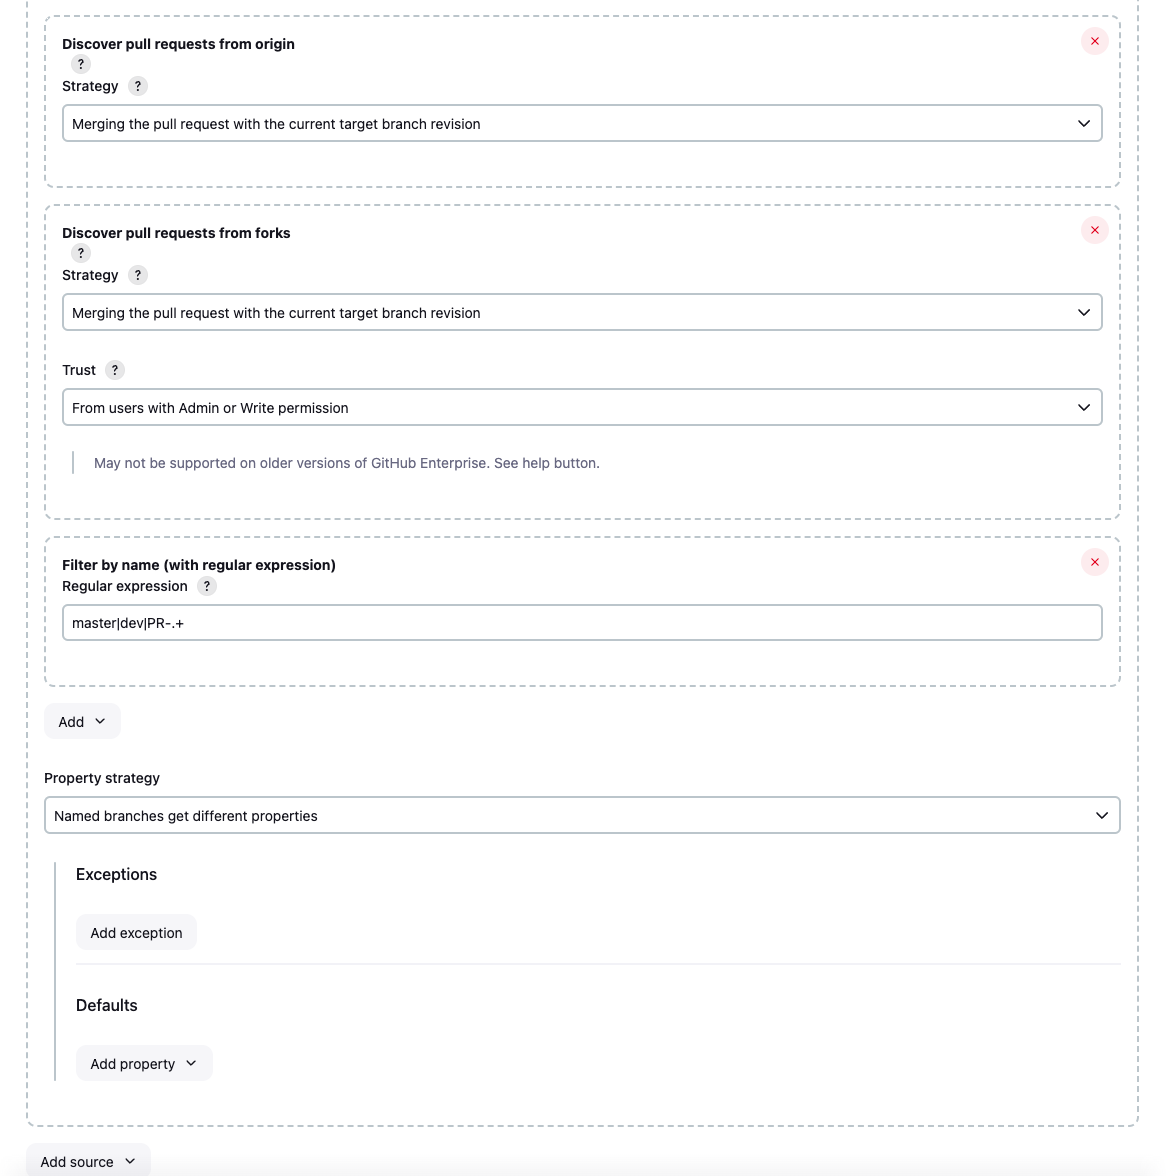 Discover pull requests from origin
?
Strategy ?
Merging the pull request with the current target branch revision
Discover pull requests from forks
?
Strategy ?
Merging the pull request with the current target branch revision
Trust ?
From users with Admin or Write permission
May not be supported on older versions of GitHub Enterprise. See help button.
Filter by name (with regular expression)
Regular expression ?
master|dev|PR-.+
Add
Property strategy
Named branches get different properties
Exceptions
Add exception
Defaults
Add property
Add source